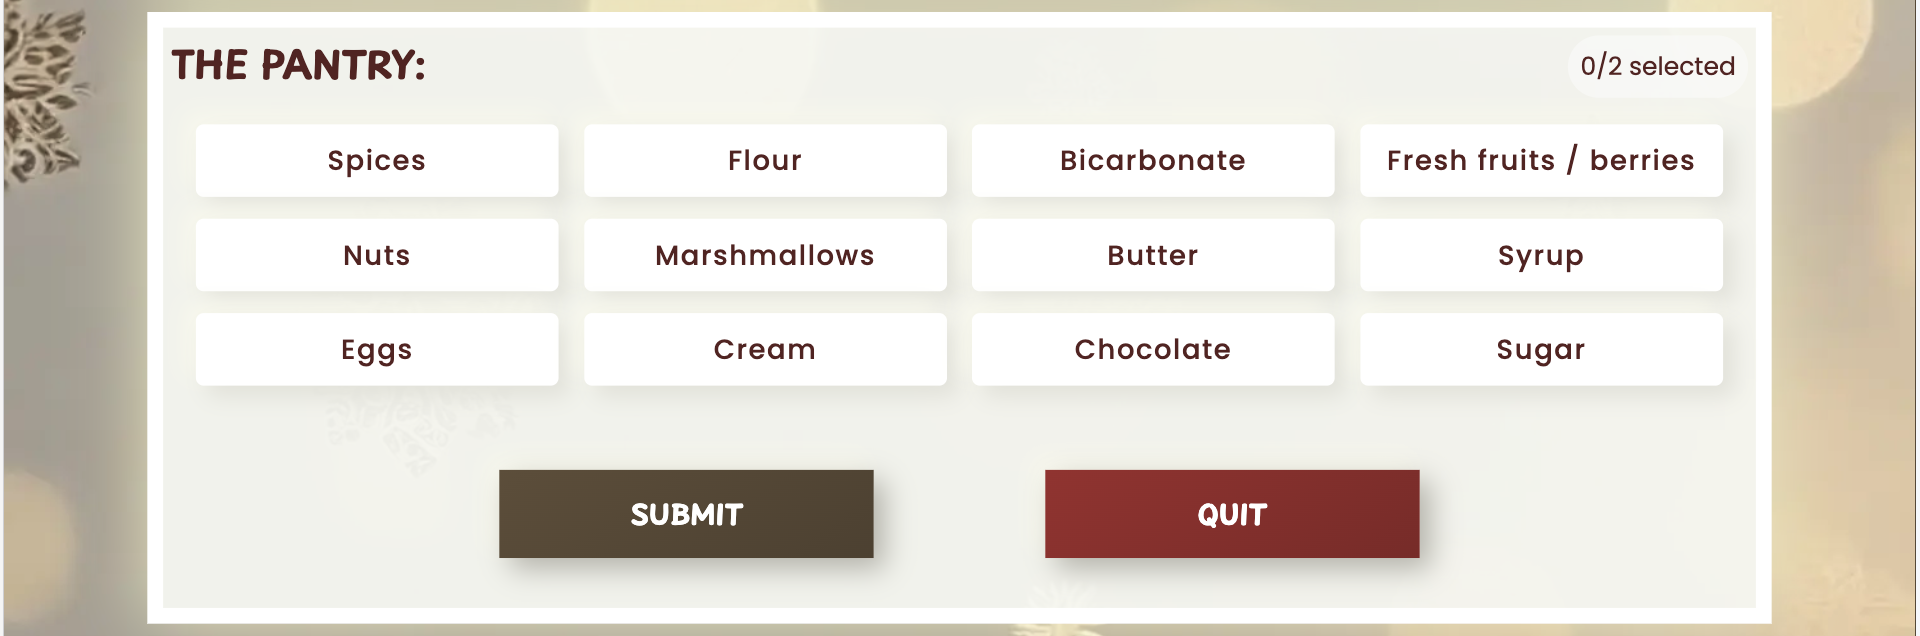 THE PANTRY:
0/2 selected
Spices
Flour
Bicarbonate
Fresh fruits / berries
Nuts
Marshmallows
Butter
Syrup
Eggs
Cream
Chocolate
Sugar
SUBMIT
QUIT